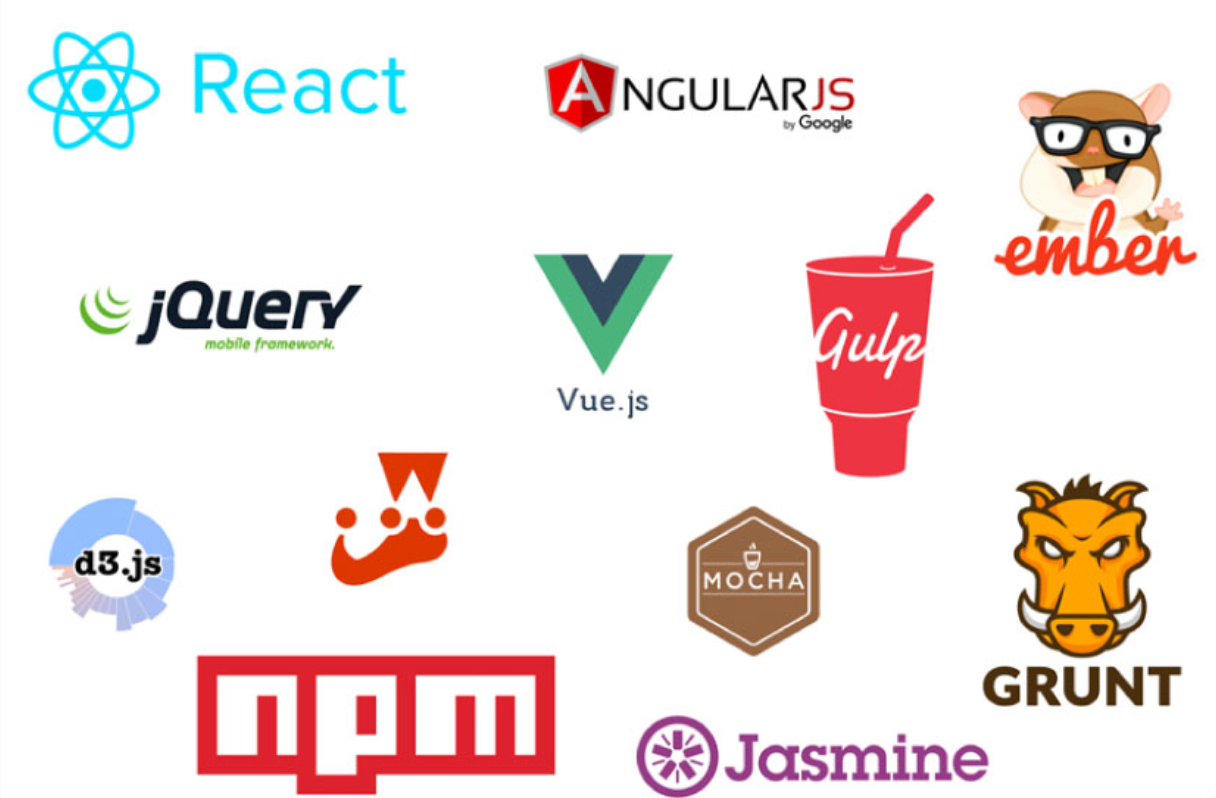 React
ANGULARJS
by Google
ember
jQuery
mobile framework.
Vue.js
Gulp
d3.js
MOCHA
GRUNT
npm
Jasmine